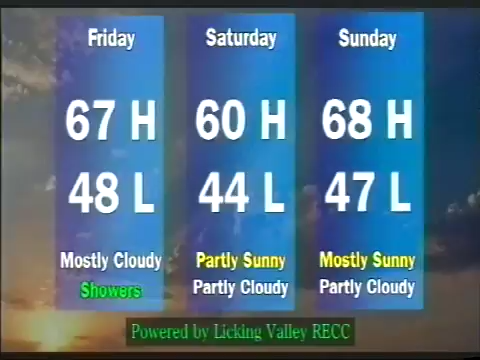 Friday
67 H
48 L
Mostly Cloudy
Showers
Saturday
60 H
44 L
Partly Sunny
Partly Cloudy
Sunday
68 H
47 L
Mostly Sunny
Partly Cloudy
Powered by Licking Valley RECC